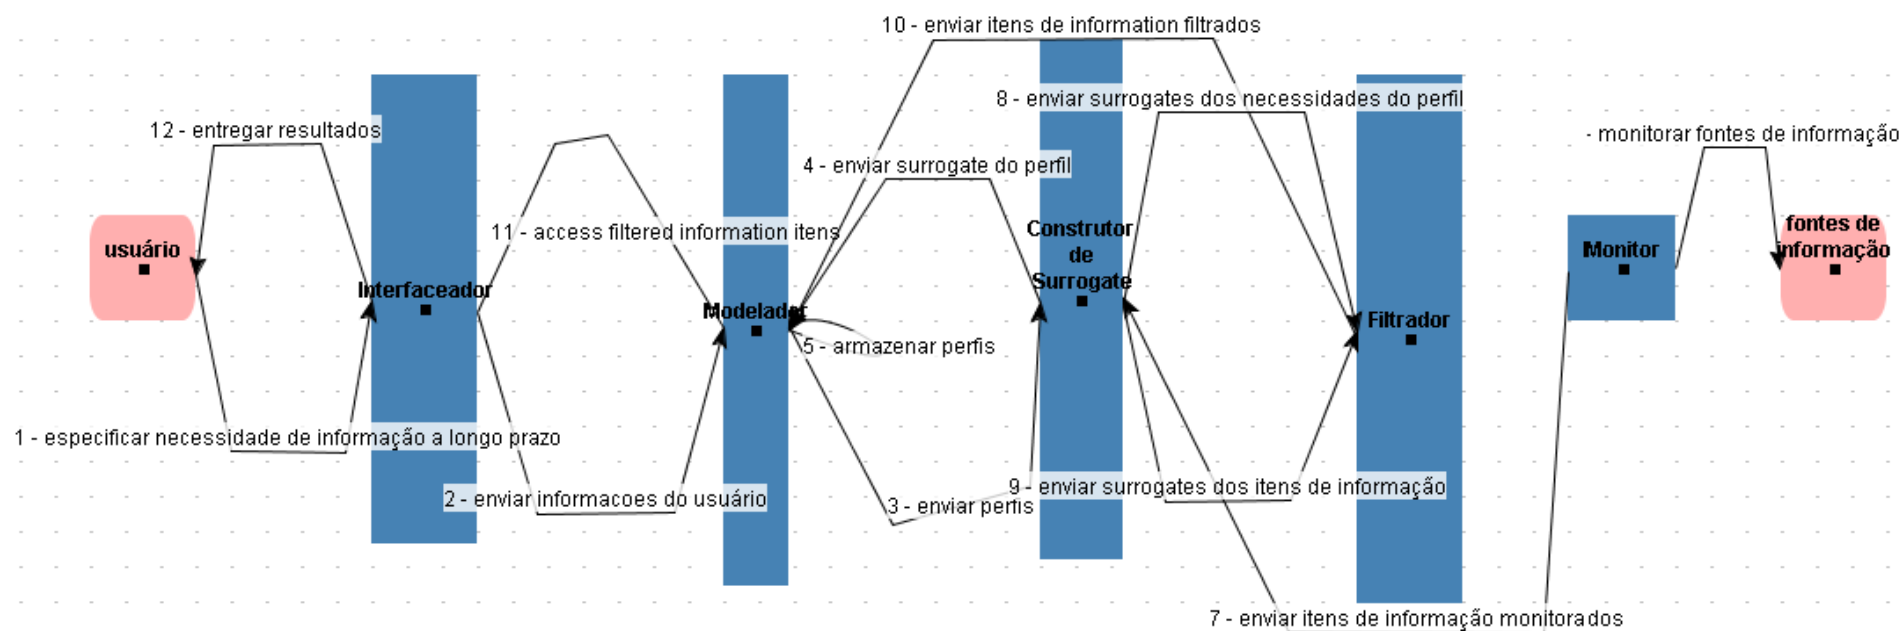 10 - enviar itens de information filtrados
8 - enviar surrogates dos necessidades do perfil
12 - entregar resultados
- monitorar fontes de informação
4 - enviar surrogate do perfil
11 - access filtered information itens
usuário
Interfaceador
Modelador
Construtor
de
Surrogate
Filtrador
Monitor
fontes de
informação
5 - armazenar perfis
1 - especificar necessidade de informação a longo prazo
2 - enviar informacoes do usuário
3 - enviar perfis
9 - enviar surrogates dos itens de informação
7 - enviar itens de informação monitorados